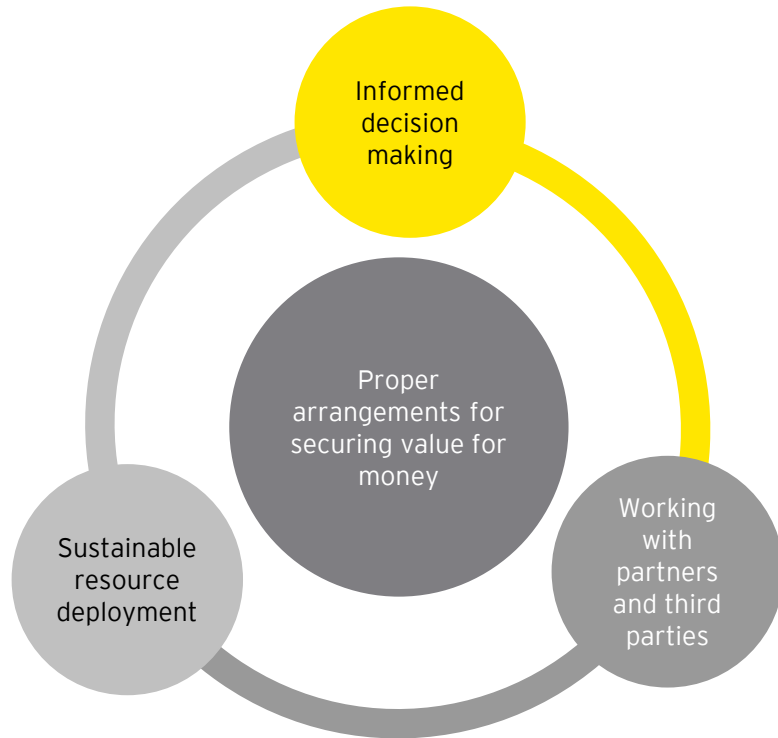 Informed
decision
making
Proper
arrangements for
securing value for
money
Sustainable
resource
deployment
Working
with
partners
and third
parties